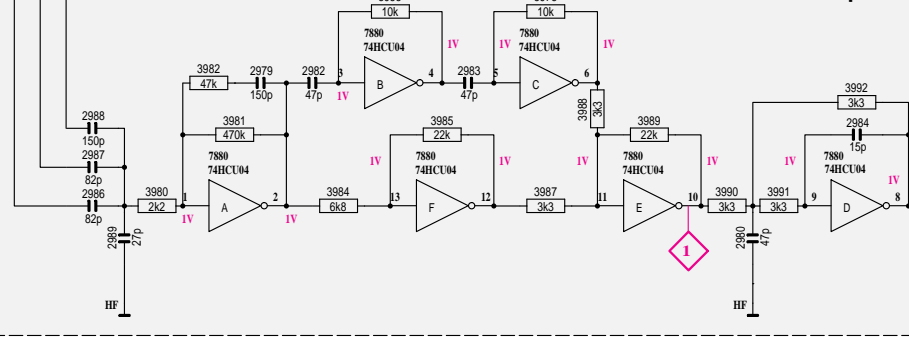 10k
10k
7880
74HCU04
1V
1V
7880
74HCU04
1V
3982
47k
2979
150p
2982
47p
3
1V
B
4
2983
47p
5
C
6
3988
3k3
3992
3k3
2988
150p
3981
470k
3985
22k
3989
22k
2984
15p
2987
82p
7880
74HCU04
1V
7880
74HCU04
1V
1V
7880
74HCU04
1V
1V
7880
74HCU04
1V
2986
82p
3980
2k2
1
1V
A
2
1V
3984
6k8
13
F
12
3987
3k3
11
E
10
3990
3k3
3991
3k3
9
D
8
2989
27p
1
2980
47p
HF
HF